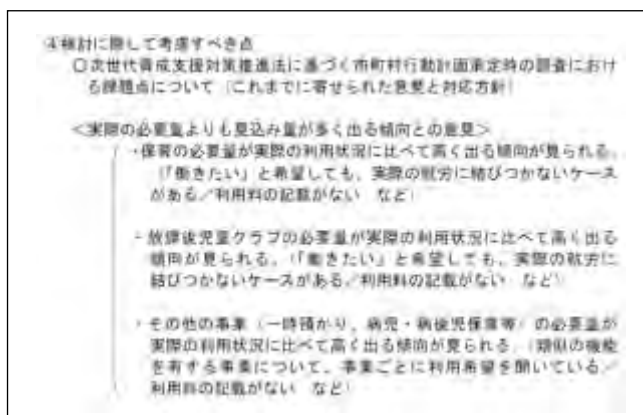 ④検討に際して考慮すべき点
○次世代育成支援対策推進法に基づく市町村行動計画策定時の調査におけ
る課題点について（これまでに寄せられた意見と対応方針）
＜実際の必要量よりも見込み量が多く出る傾向との意見＞
・保育の必要量が実際の利用状況に比べて高く出る傾向が見られる。
（「働きたい」と希望しても、実際の就労に結びつかないケース
がある／利用料の記載がない など）
・放課後児童クラブの必要量が実際の利用状況に比べて高く出る
傾向が見られる。（「働きたい」と希望しても、実際の就労に
結びつかないケースがある／利用料の記載がない など）
・その他の事業（一時預かり、病児・病後児保育等）の必要量が
実際の利用状況に比べて高く出る傾向が見られる。（類似の機能
を有する事業について、事業ごとに利用希望を聞いている／
利用料の記載がない など）